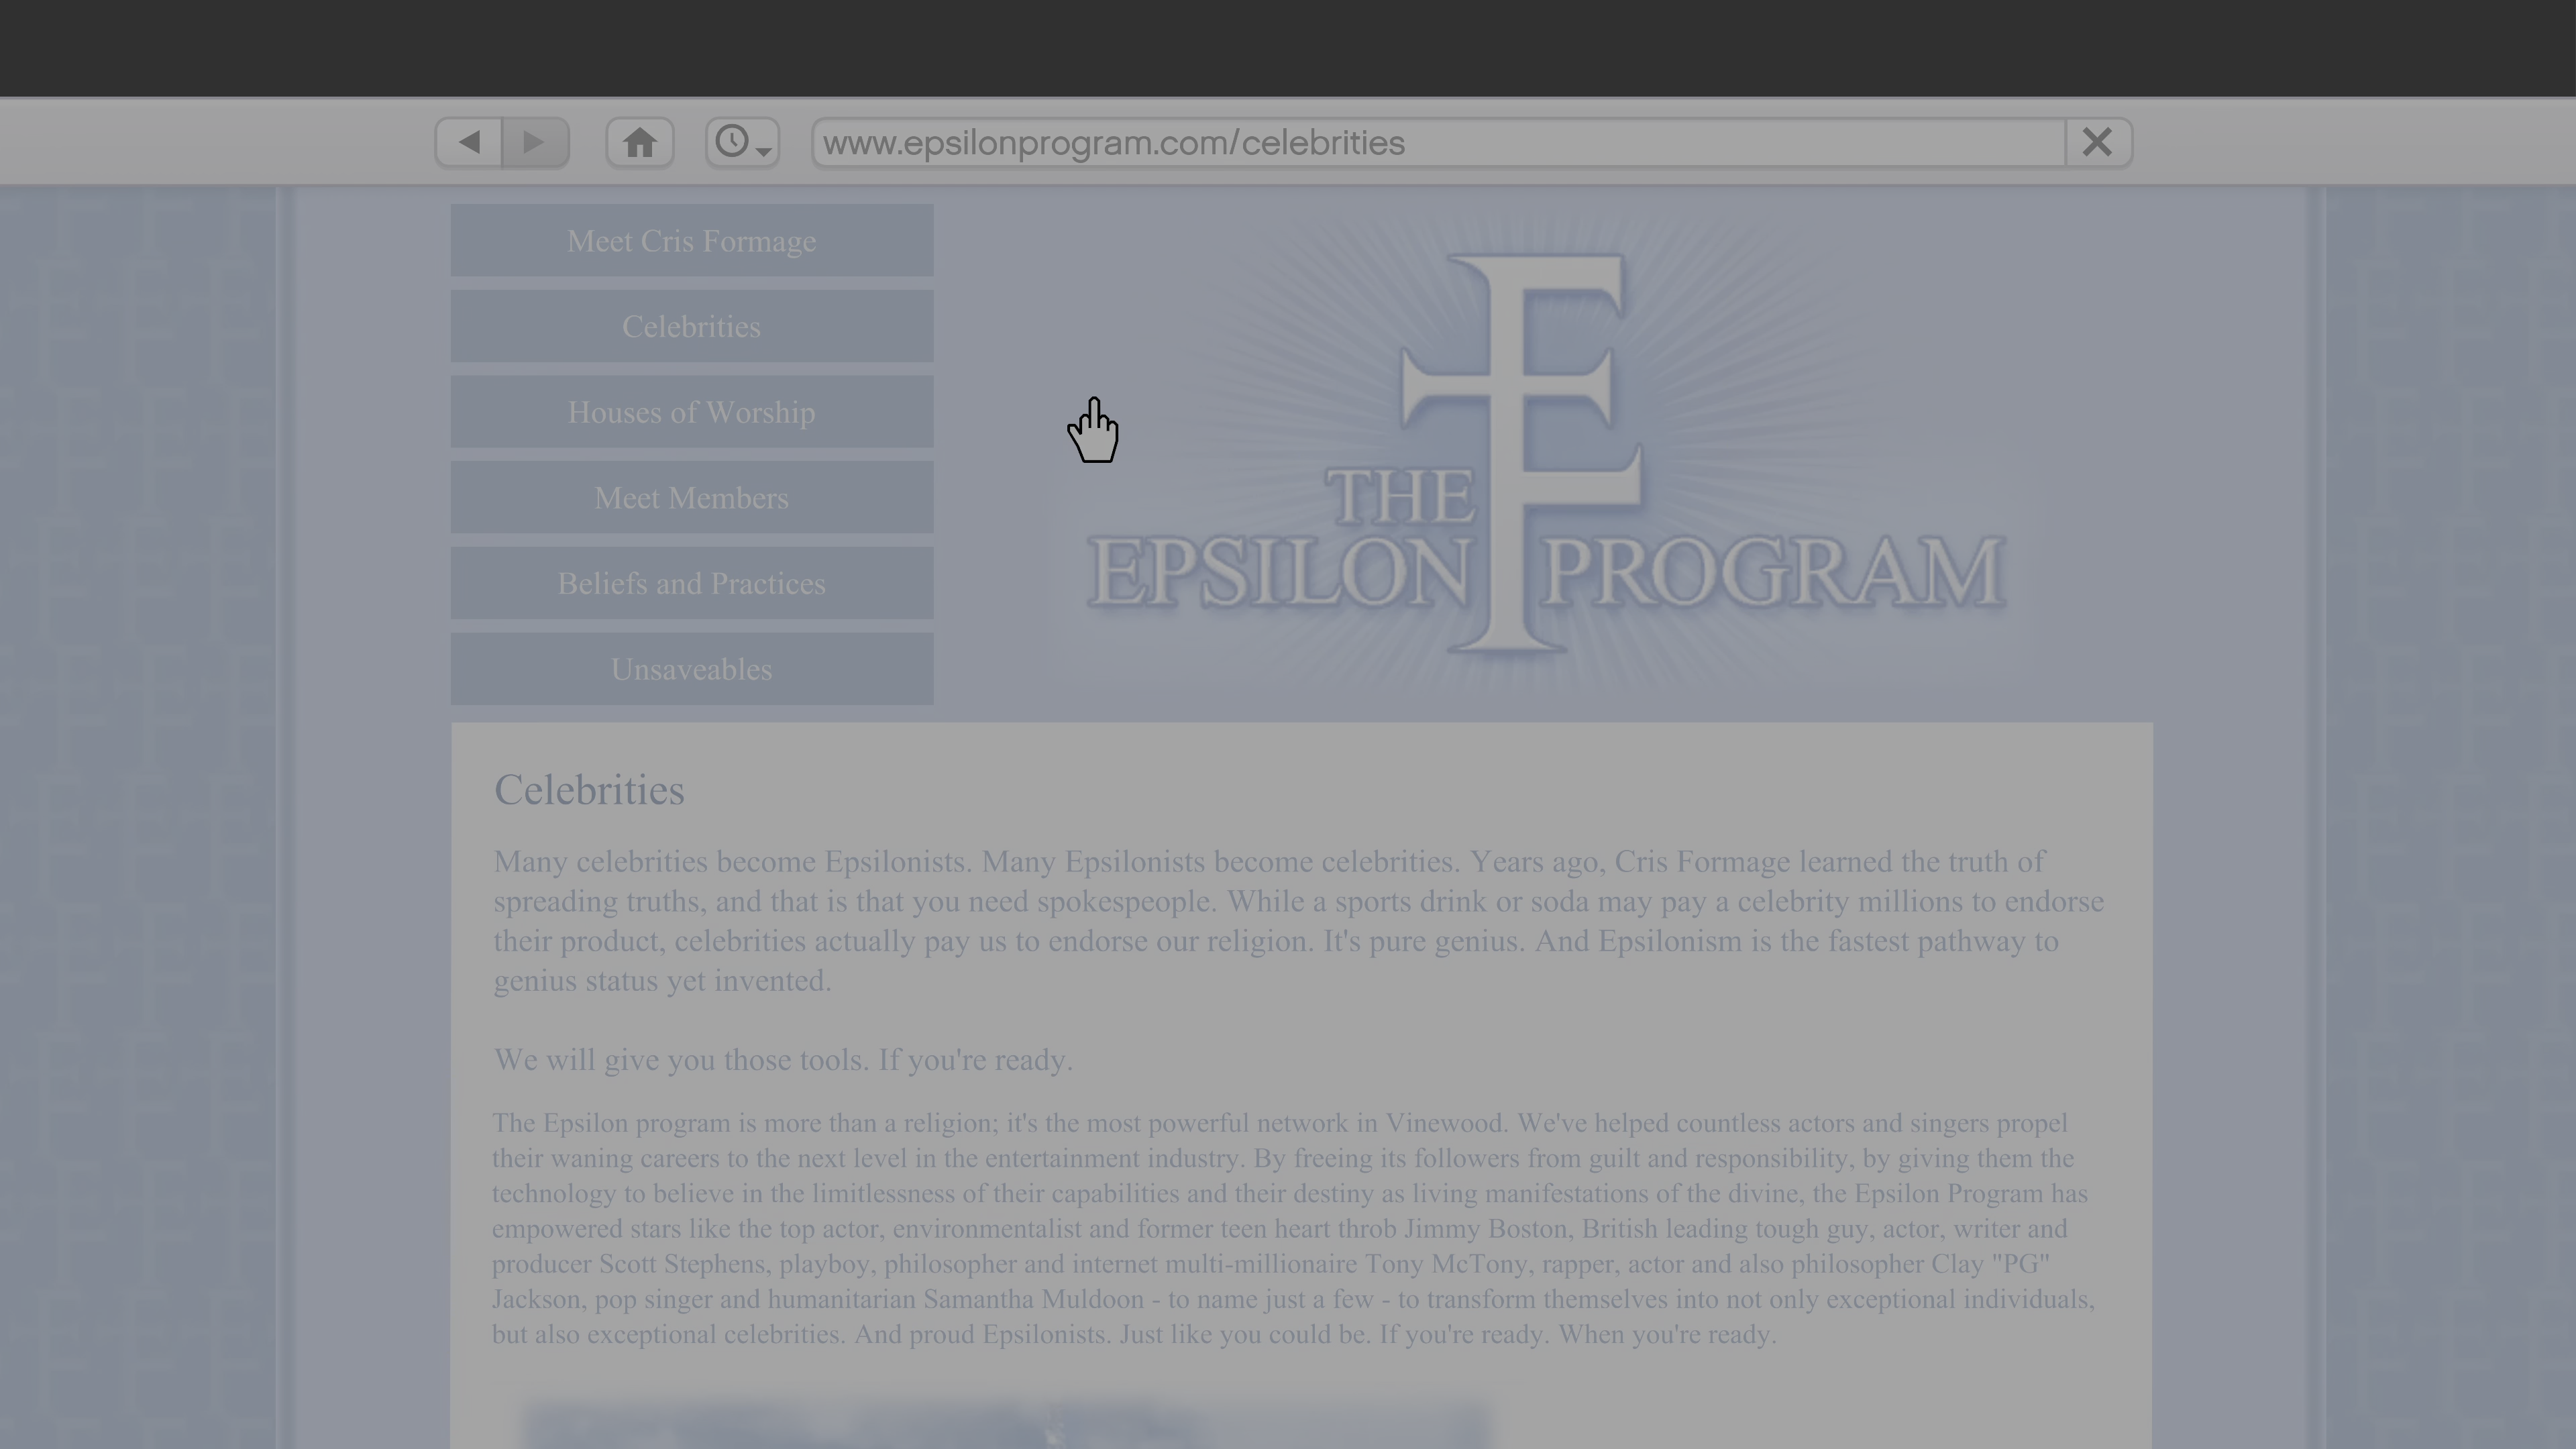 www.epsilonprogram.com/celebrities
Meet Cris Formage
Celebrities
Houses of Worship
Meet Members
Beliefs and Practices
Unsaveables
THE
EPSILON PROGRAM
Celebrities
Many celebrities become Epsilonists. Many Epsilonists become celebrities. Years ago, Cris Formage learned the truth of
spreading truths, and that is that you need spokespeople. While a sports drink or soda may pay a celebrity millions to endorse
their product, celebrities actually pay us to endorse our religion. It's pure genius. And Epsilonism is the fastest pathway to
genius status yet invented.
We will give you those tools. If you're ready.
The Epsilon program is more than a religion; it's the most powerful network in Vinewood. We've helped countless actors and singers propel
their waning careers to the next level in the entertainment industry. By freeing its followers from guilt and responsibility, by giving them the
technology to believe in the limitlessness of their capabilities and their destiny as living manifestations of the divine, the Epsilon Program has
empowered stars like the top actor, environmentalist and former teen heart throb Jimmy Boston, British leading tough guy, actor, writer and
producer Scott Stephens, playboy, philosopher and internet multi-millionaire Tony McTony, rapper, actor and also philosopher Clay "PG"
Jackson, pop singer and humanitarian Samantha Muldoon - to name just a few - to transform themselves into not only exceptional individuals,
but also exceptional celebrities. And proud Epsilonists. Just like you could be. If you're ready. When you're ready.